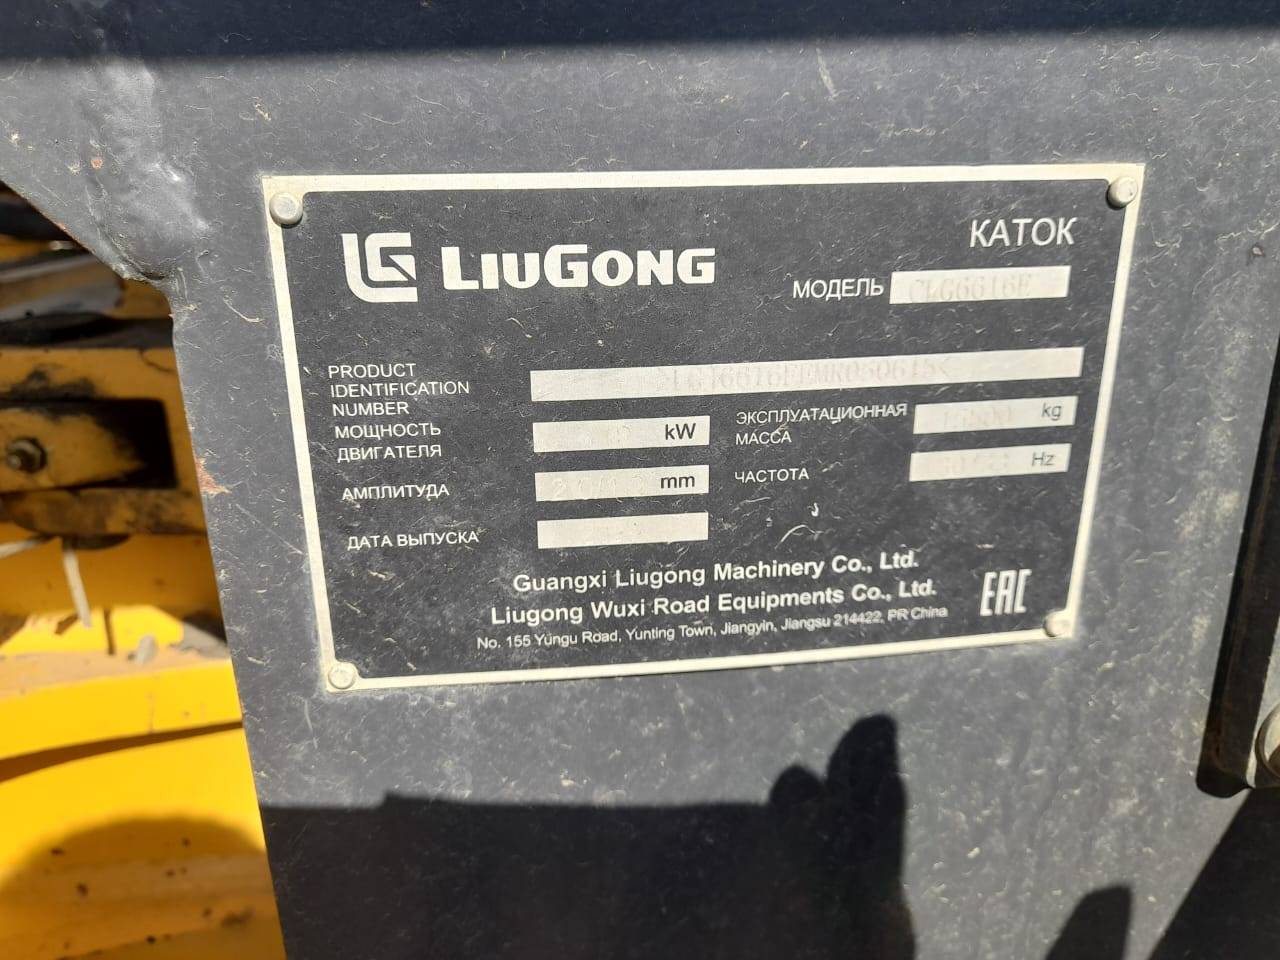 LG LIUGONG
КАТОК
МОДЕЛЬ CLG6616E
PRODUCT
IDENTIFICATION
NUMBER
МОЩНОСТЬ
ДВИГАТЕЛЯ kW
ЭКСПЛУАТАЦИОННАЯ
МАССА kg
АМПЛИТУДА mm
ЧАСТОТА Hz
ДАТА ВЫПУСКА
Guangxi Liugong Machinery Co., Ltd.
Liugong Wuxi Road Equipments Co., Ltd.
No. 155 Yungu Road, Yunting Town, Jiangyin, Jiangsu 214422, PR China
EAC